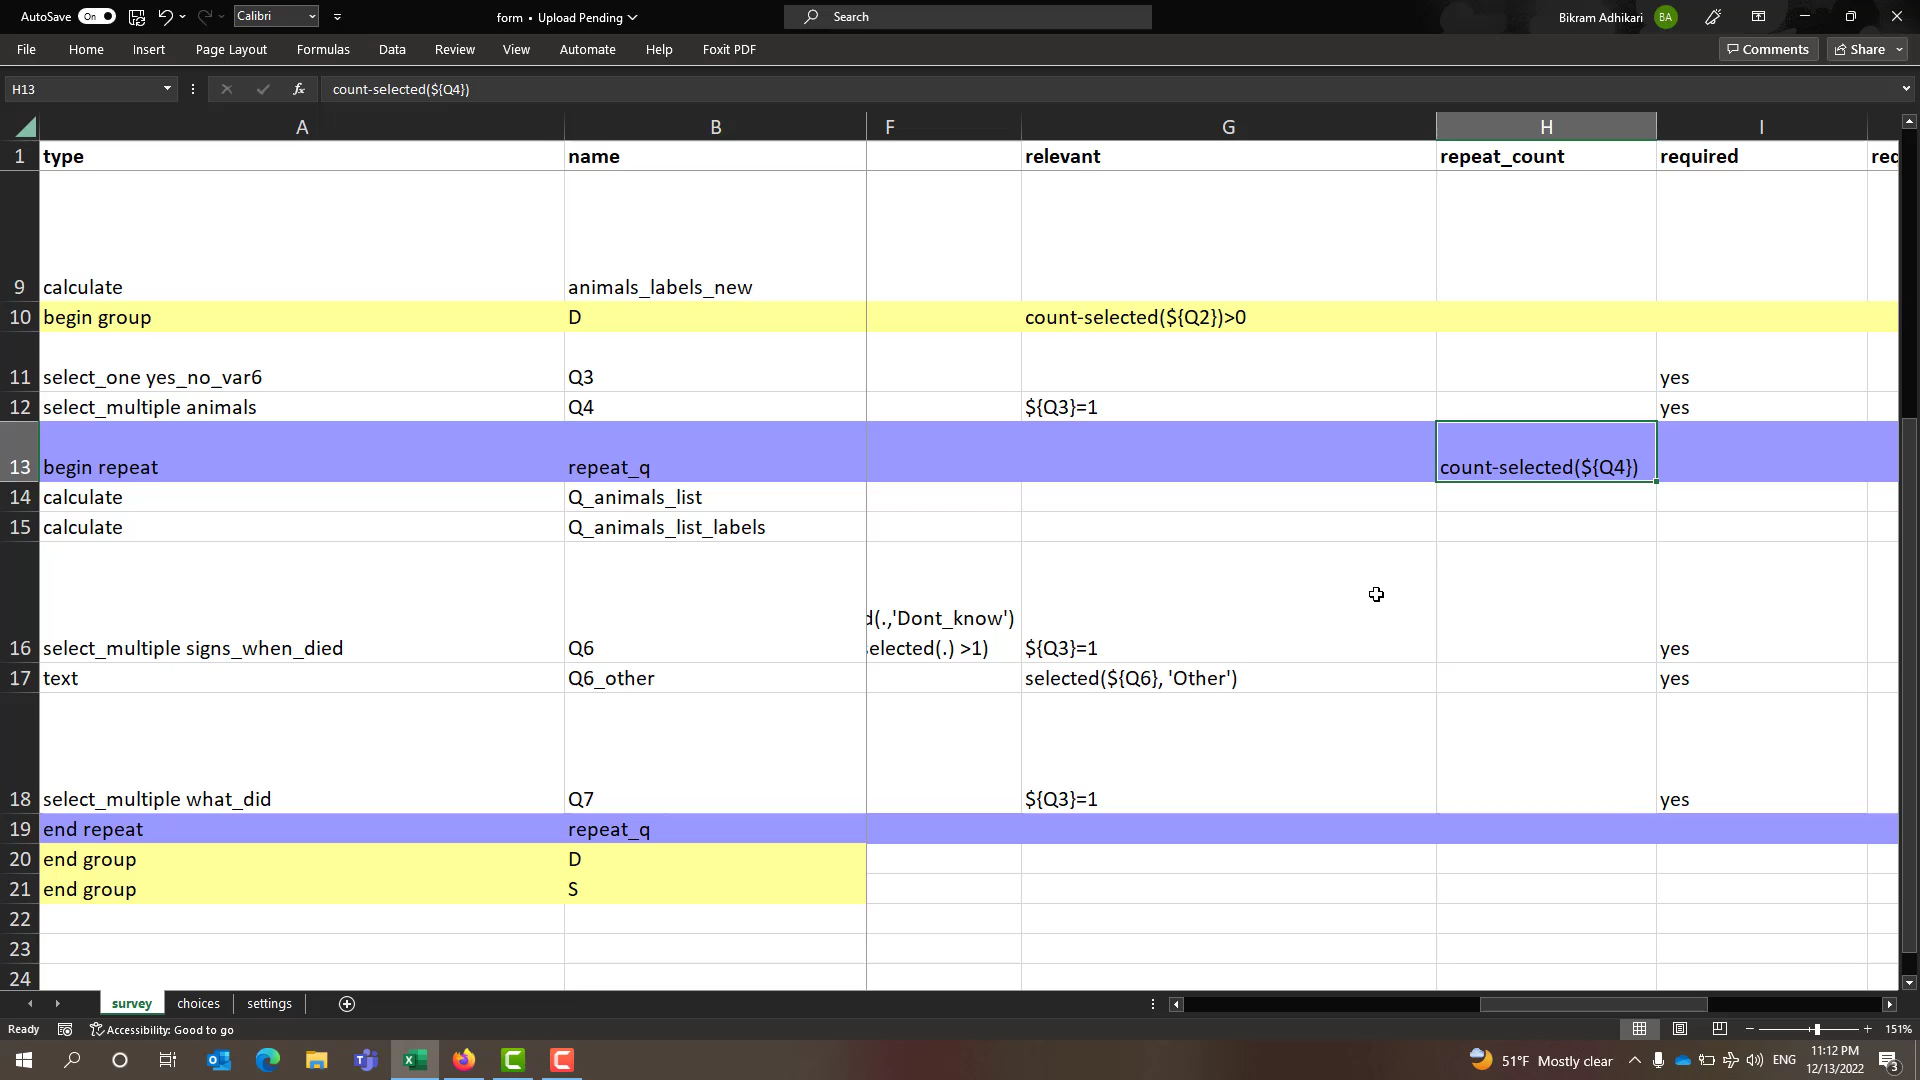 AutoSave On Calibri form • Upload Pending Search Bikram Adhikari BA
File Home Insert Page Layout Formulas Data Review View Automate Help Foxit PDF Comments Share
H13 fx count-selected(${Q4})
A B F G H I
1 type name relevant repeat_count required rec
9 calculate animals_labels_new
10 begin group D count-selected(${Q2})>0
11 select_one yes_no_var6 Q3 yes
12 select_multiple animals Q4 ${Q3}=1 yes
13 begin repeat repeat_q count-selected(${Q4})
14 calculate Q_animals_list
15 calculate Q_animals_list_labels
d(.,'Dont_know')
16 select_multiple signs_when_died Q6 elected(.) >1) ${Q3}=1 yes
17 text Q6_other selected(${Q6}, 'Other') yes
18 select_multiple what_did Q7 ${Q3}=1 yes
19 end repeat repeat_q
20 end group D
21 end group S
22
23
24
survey choices settings
Ready Accessibility: Good to go 151%
51°F Mostly clear ENG 11:12 PM
12/13/2022 3